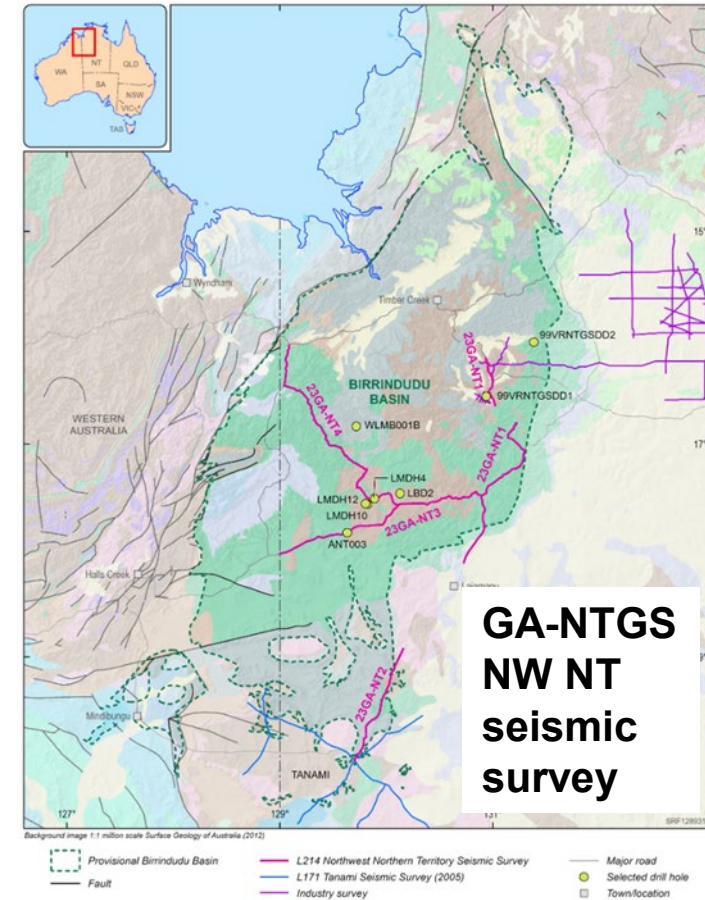 WA
NT
QLD
SA
NSW
VIC
TAS
15°
Wyndham
Timber Creek
99VRNTGSDD2
23GA-NT1
BIRRINDUDU
BASIN
99VRNTGSDD1
23GA-NT4
WESTERN
AUSTRALIA
WLMB001B
17°
23GA-NT1
LMDH4
LMDH12
LBD2
LMDH10
23GA-NT3
ANT003
Halls Creek
GA-NTGS
NW NT
seismic
survey
23GA-NT2
Mindibungu
TANAMI
127°
129°
131°
SRF128931
Background image 1:1 million scale Surface Geology of Australia (2012)
Provisional Birrindudu Basin
L214 Northwest Northern Territory Seismic Survey
Major road
Fault
L171 Tanami Seismic Survey (2005)
Selected drill hole
Industry survey
Town/location